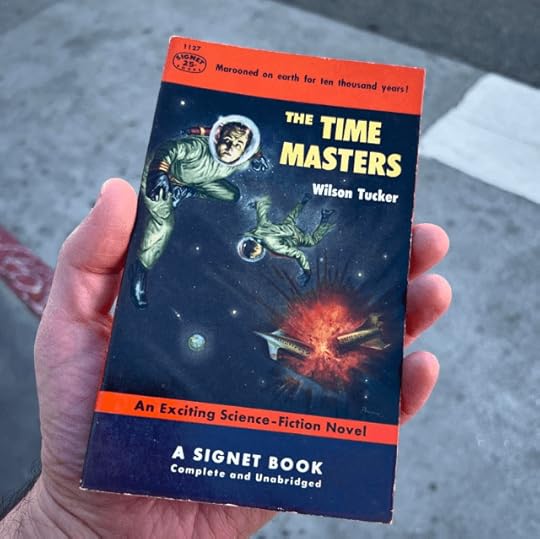 1127
SIGNET
25¢
BOOKS
Marooned on earth for ten thousand years!
THE TIME
MASTERS
Wilson Tucker
An Exciting Science-Fiction Novel
A SIGNET BOOK
Complete and Unabridged